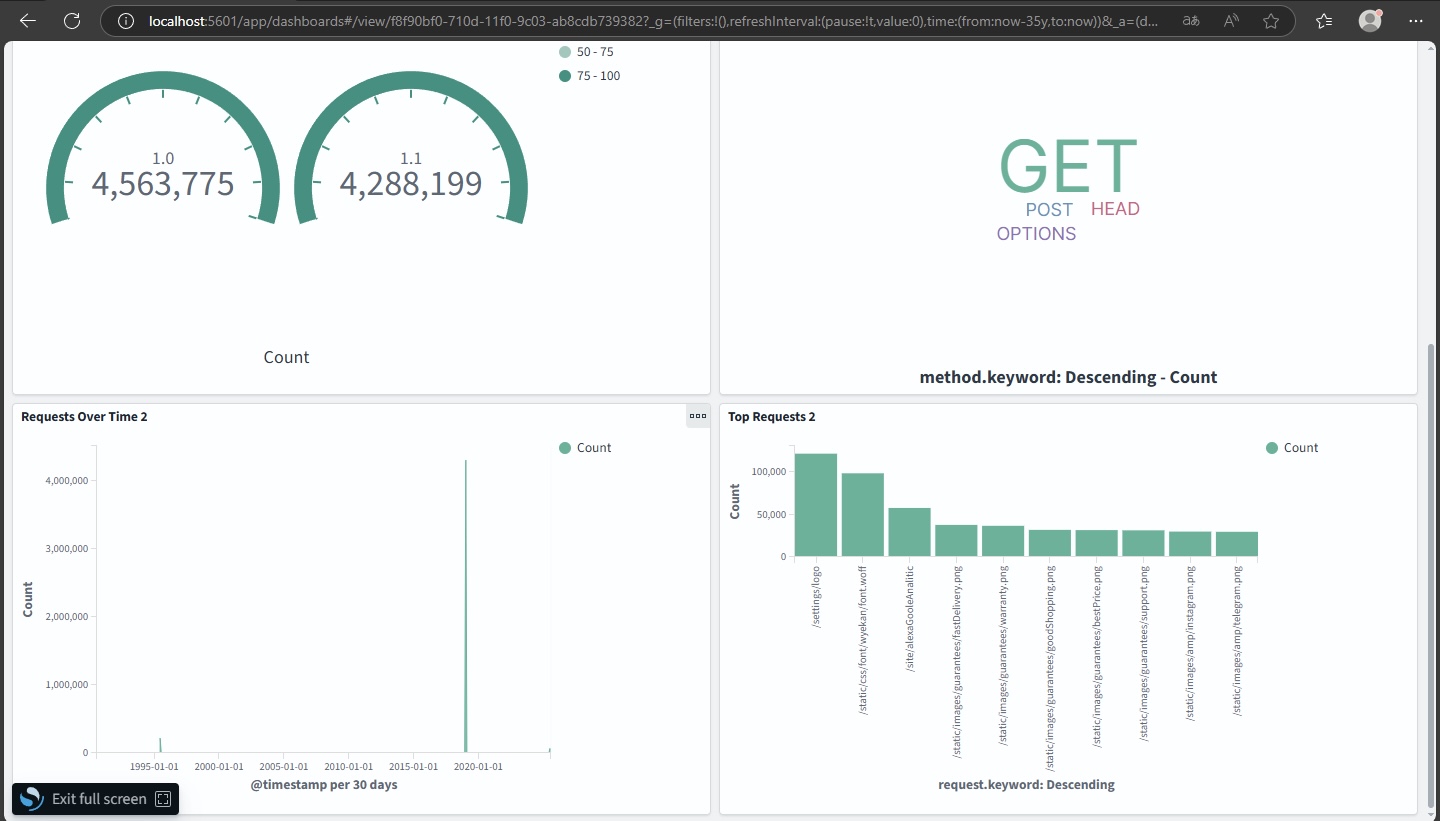 localhost:5601/app/dashboards#/view/f8f90bf0-710d-11f0-9c03-ab8cdb739382?_g=(filters:!(),refreshInterval:(pause:!t,value:0),time:(from:now-35y,to:now))&_a=(d...
50 - 75
75 - 100
1.0
4,563,775
1.1
4,288,199
Count
GET
POST HEAD
OPTIONS
method.keyword: Descending - Count
Requests Over Time 2
Count
4,000,000
3,000,000
2,000,000
1,000,000
0
Count
1995-01-01 2000-01-01 2005-01-01 2010-01-01 2015-01-01 2020-01-01
@timestamp per 30 days
Exit full screen
Top Requests 2
Count
100,000
50,000
0
Count
/settings/logo
/static/css/font/wyekan/font.woff
/site/alexaGooleAnalitic
/static/images/guarantees/fastDelivery.png
/static/images/guarantees/warranty.png
/static/images/guarantees/goodShopping.png
/static/images/guarantees/bestPrice.png
/static/images/guarantees/support.png
/static/images/amp/instagram.png
/static/images/amp/telegram.png
request.keyword: Descending